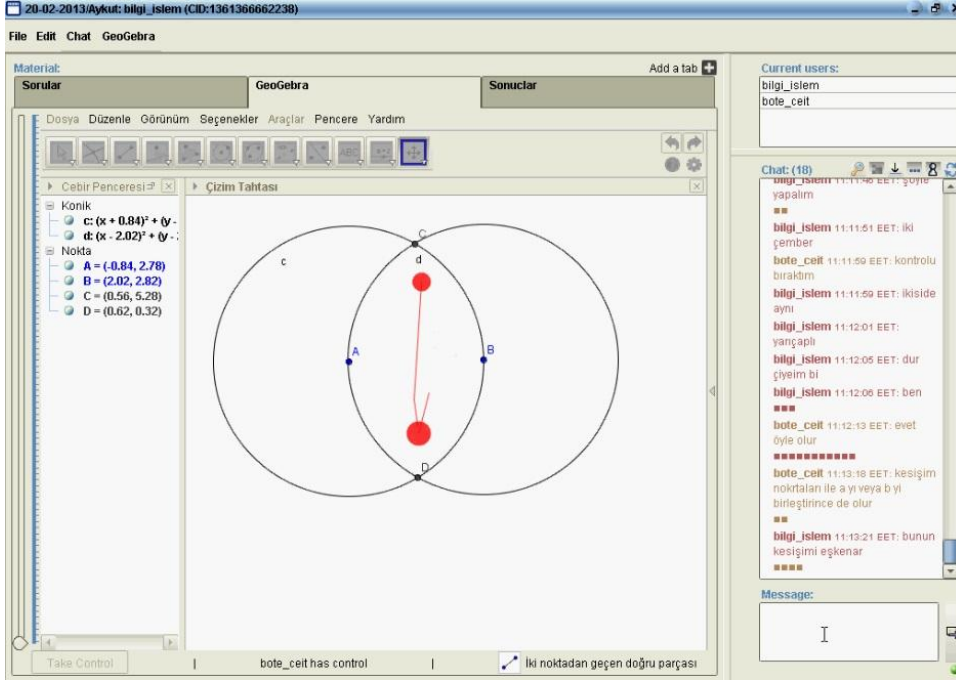 20-02-2013/Aykut: bilgi_islem (CID:1361366662238)
File Edit Chat GeoGebra
Material:
Add a tab
Sorular
GeoGebra
Sonuclar
Dosya Düzenle Görünüm Seçenekler Araçlar Pencere Yardım
ABC
Cebir Penceresi
Çizim Tahtası
Konik
c: (x + 0.84)² + (y -
d: (x - 2.02)² + (y -
Nokta
A = (-0.84, 2.78)
B = (2.02, 2.82)
C = (0.56, 5.28)
D = (0.62, 0.32)
C
c
d
A
B
D
Take Control
bote_ceit has control
İki noktadan geçen doğru parçası
Current users:
bilgi_islem
bote_ceit
Chat: (18)
bilgi_islem 11:11:46 EET: şöyle
yapalım
bilgi_islem 11:11:51 EET: iki
çember
bote_ceit 11:11:59 EET: kontrolu
bıraktım
bilgi_islem 11:11:59 EET: ikiside
aynı
bilgi_islem 11:12:01 EET:
yarıçaplı
bilgi_islem 11:12:05 EET: dur
çiyeim bi
bilgi_islem 11:12:06 EET: ben
bote_ceit 11:12:13 EET: evet
öyle olur
bote_ceit 11:13:18 EET: kesişim
nokrtaları ile a yı veya b yi
birleştirince de olur
bilgi_islem 11:13:21 EET: bunun
kesişimi eşkenar
Message: